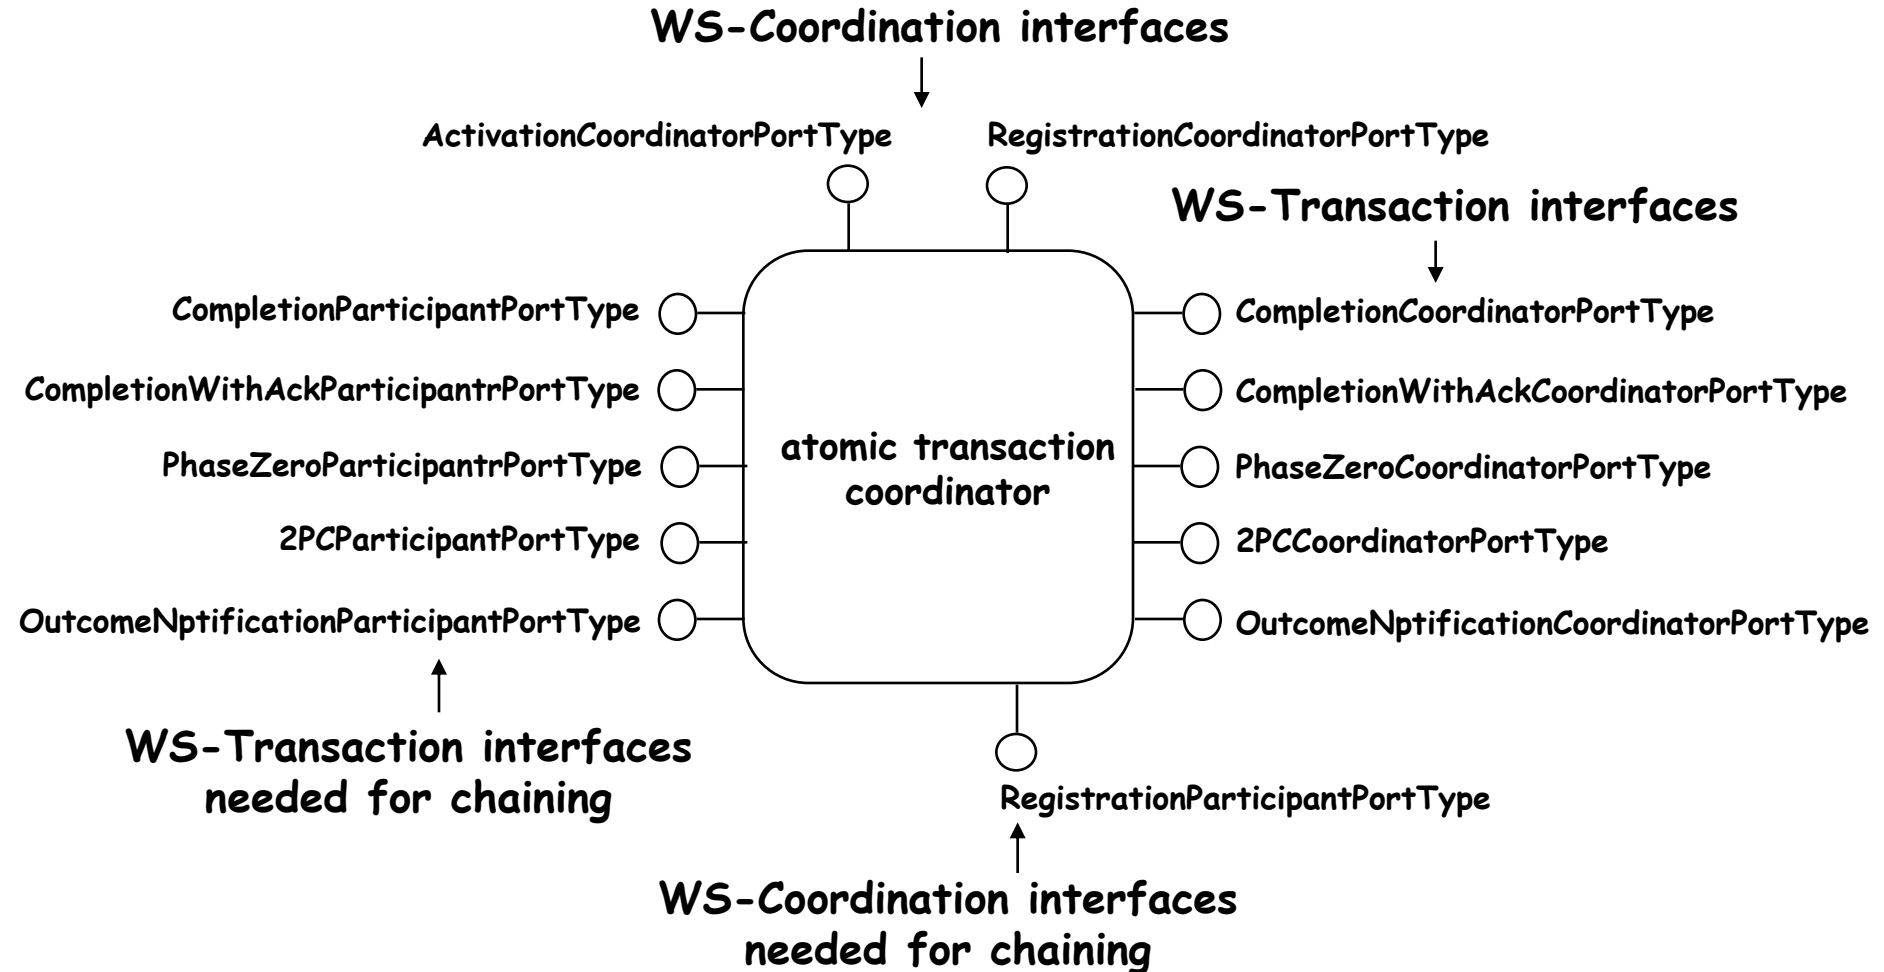 WS-Coordination interfaces
ActivationCoordinatorPortType
RegistrationCoordinatorPortType
WS-Transaction interfaces
CompletionParticipantPortType
CompletionCoordinatorPortType
CompletionWithAckParticipantrPortType
CompletionWithAckCoordinatorPortType
atomic transaction
coordinator
PhaseZeroParticipantrPortType
PhaseZeroCoordinatorPortType
2PCParticipantPortType
2PCCoordinatorPortType
OutcomeNptificationParticipantPortType
OutcomeNptificationCoordinatorPortType
WS-Transaction interfaces
needed for chaining
RegistrationParticipantPortType
WS-Coordination interfaces
needed for chaining